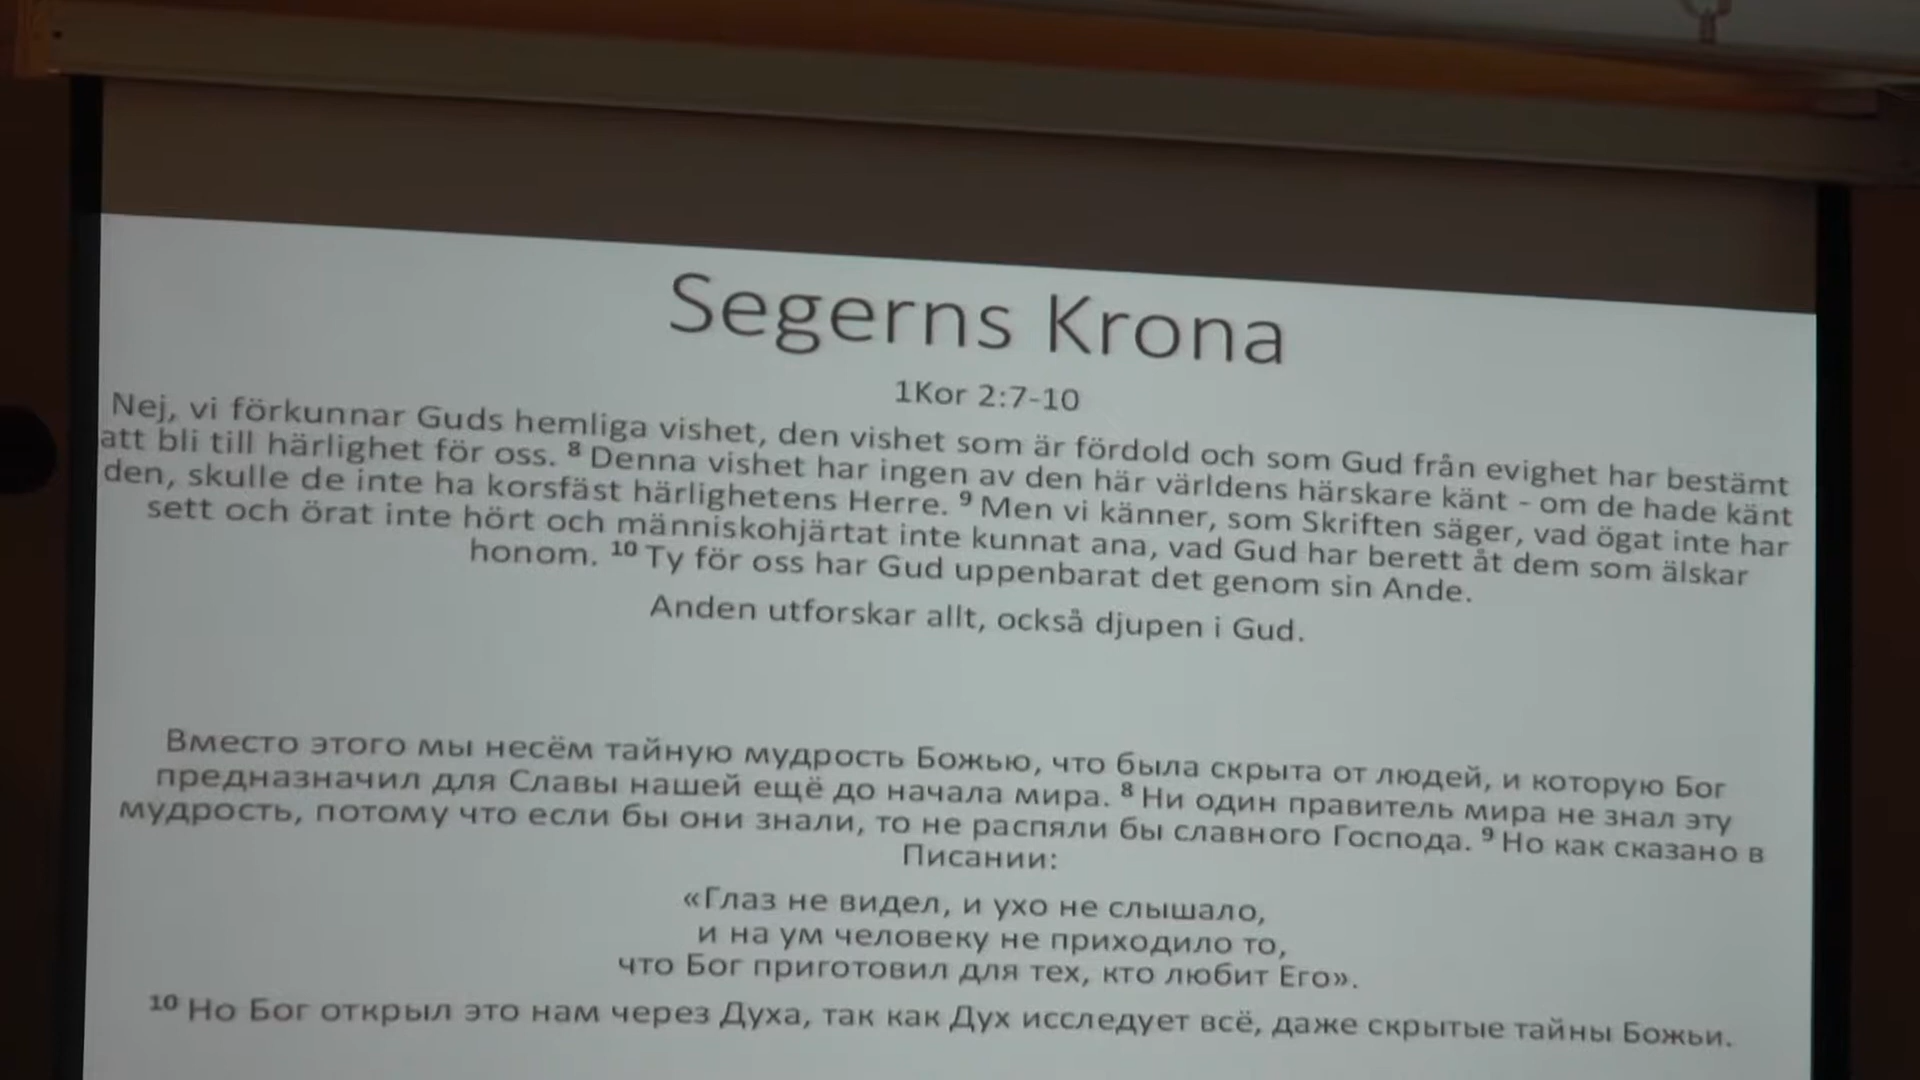 Segerns Krona
1Kor 2:7-10
Nej, vi förkunnar Guds hemliga vishet, den vishet som är fördold och som Gud från evighet har bestämt
att bli till härlighet för oss. ⁸ Denna vishet har ingen av den här världens härskare känt - om de hade känt
den, skulle de inte ha korsfäst härlighetens Herre. ⁹ Men vi känner, som Skriften säger, vad ögat inte har
sett och örat inte hört och människohjärtat inte kunnat ana, vad Gud har berett åt dem som älskar
honom. ¹⁰ Ty för oss har Gud uppenbarat det genom sin Ande.
Anden utforskar allt, också djupen i Gud.
Вместо этого мы несём тайную мудрость Божью, что была скрыта от людей, и которую Бог
предназначил для Славы нашей ещё до начала мира. ⁸ Ни один правитель мира не знал эту
мудрость, потому что если бы они знали, то не распяли бы славного Господа. ⁹ Но как сказано в
Писании:
«Глаз не видел, и ухо не слышало,
и на ум человеку не приходило то,
что Бог приготовил для тех, кто любит Его».
¹⁰ Но Бог открыл это нам через Духа, так как Дух исследует всё, даже скрытые тайны Божьи.